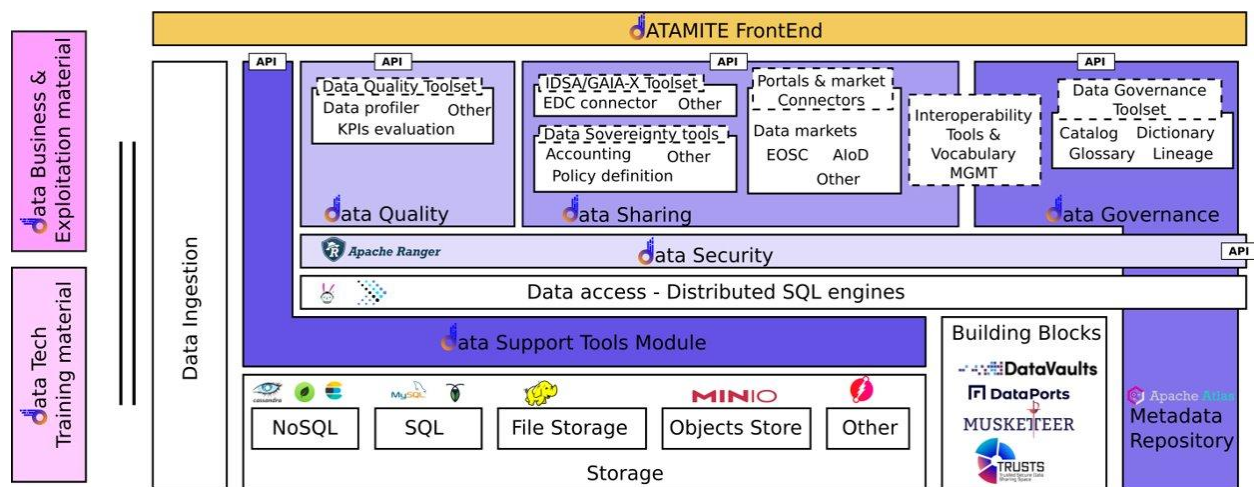 DATAMITE FrontEnd
Data Business &
Exploitation material
Data Tech
Training material
Data Ingestion
API
API
API
API
Data Quality Toolset
Data profiler Other
KPIs evaluation
Data Quality
IDSA/GAIA-X Toolset
EDC connector Other
Data Sovereignty tools
Accounting Other
Policy definition
Portals & market
Connectors
Data markets
EOSC AIoD
Other
Data Sharing
Interoperability
Tools &
Vocabulary
MGMT
Data Governance
Toolset
Catalog Dictionary
Glossary Lineage
Data Governance
APACHE RANGER
Data Security
API
Data access - Distributed SQL engines
Data Support Tools Module
cassandra
MySQL
MINIO
NoSQL
SQL
File Storage
Objects Store
Other
Storage
Building Blocks
DataVaults
DataPorts
MUSKETEER
TRUSTS
Trusted Secure Data
Sharing Space
Apache Atlas
Metadata
Repository